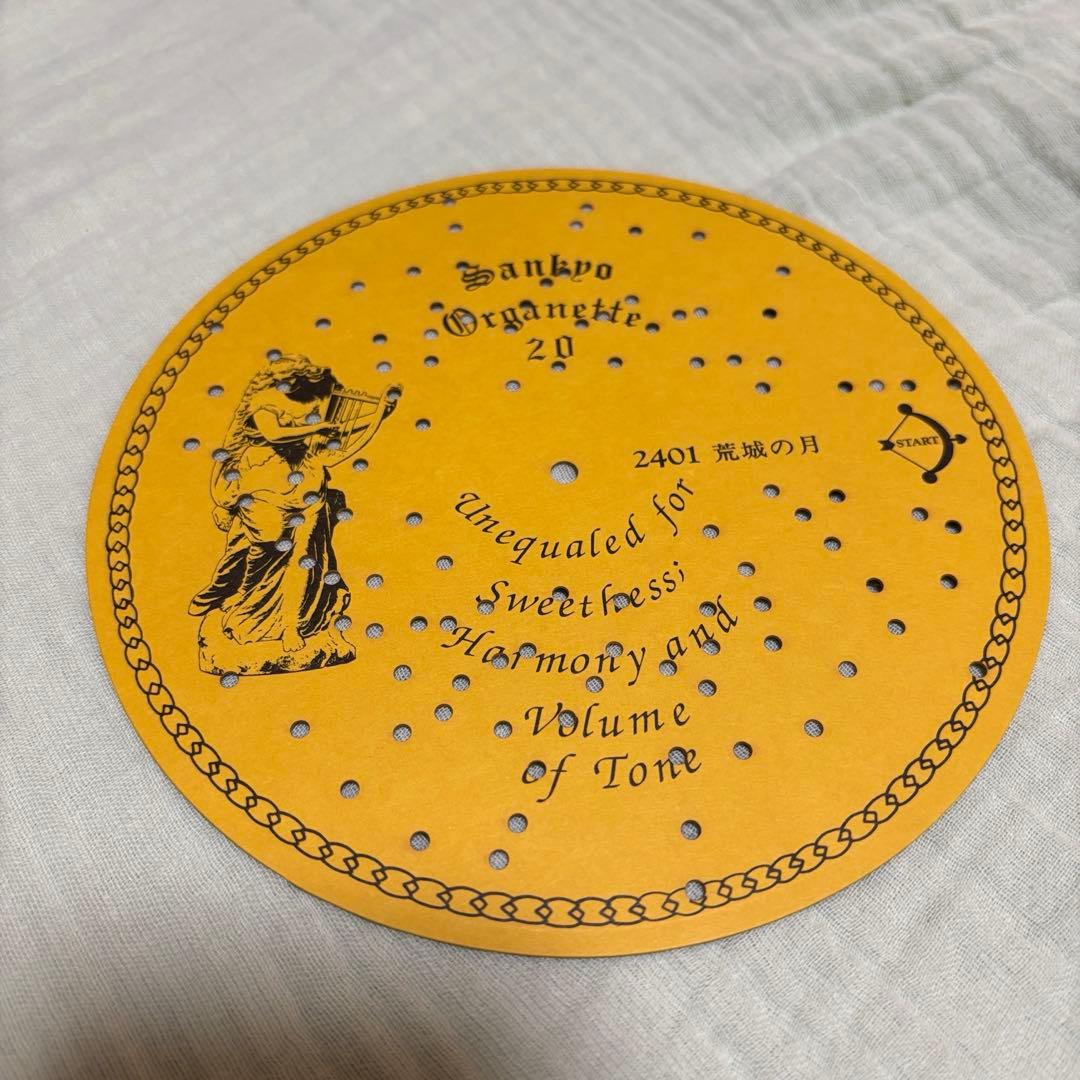 Sankyo
Organette
20
START
2401 荒城の月
Unequaled for
Sweetness;
Harmony and
Volume
of Tone